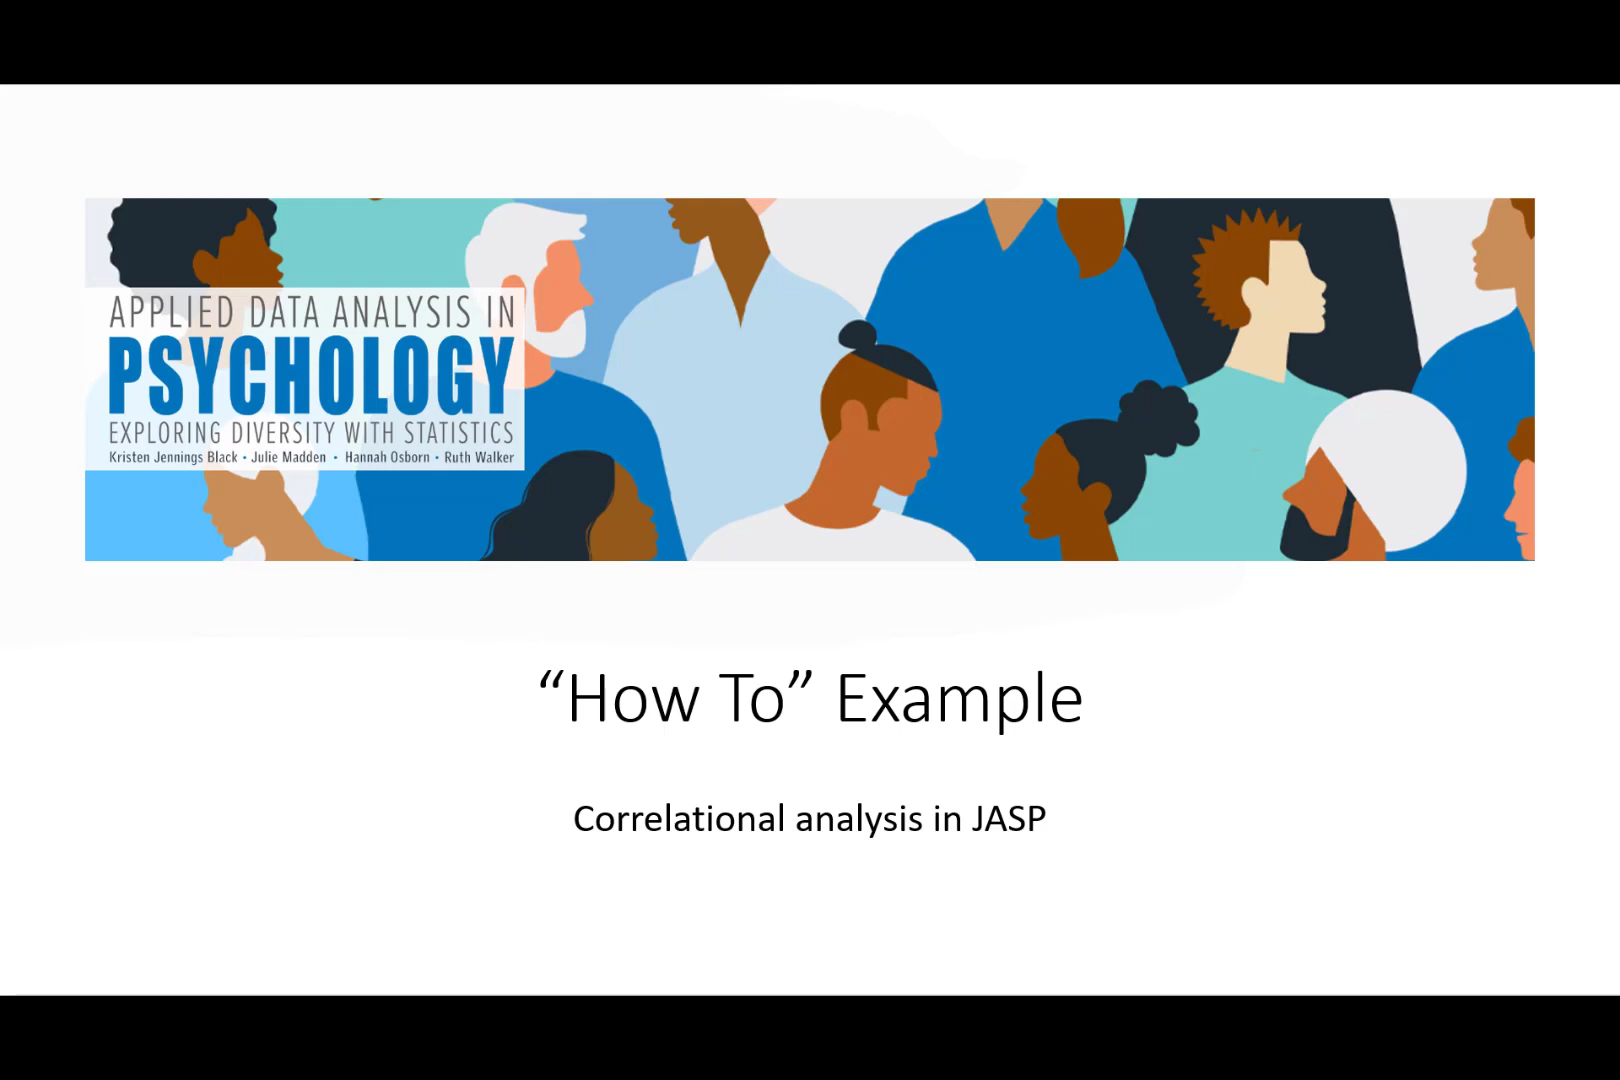 APPLIED DATA ANALYSIS IN
PSYCHOLOGY
EXPLORING DIVERSITY WITH STATISTICS
Kristen Jennings Black • Julie Madden • Hannah Osborn • Ruth Walker
“How To” Example
Correlational analysis in JASP